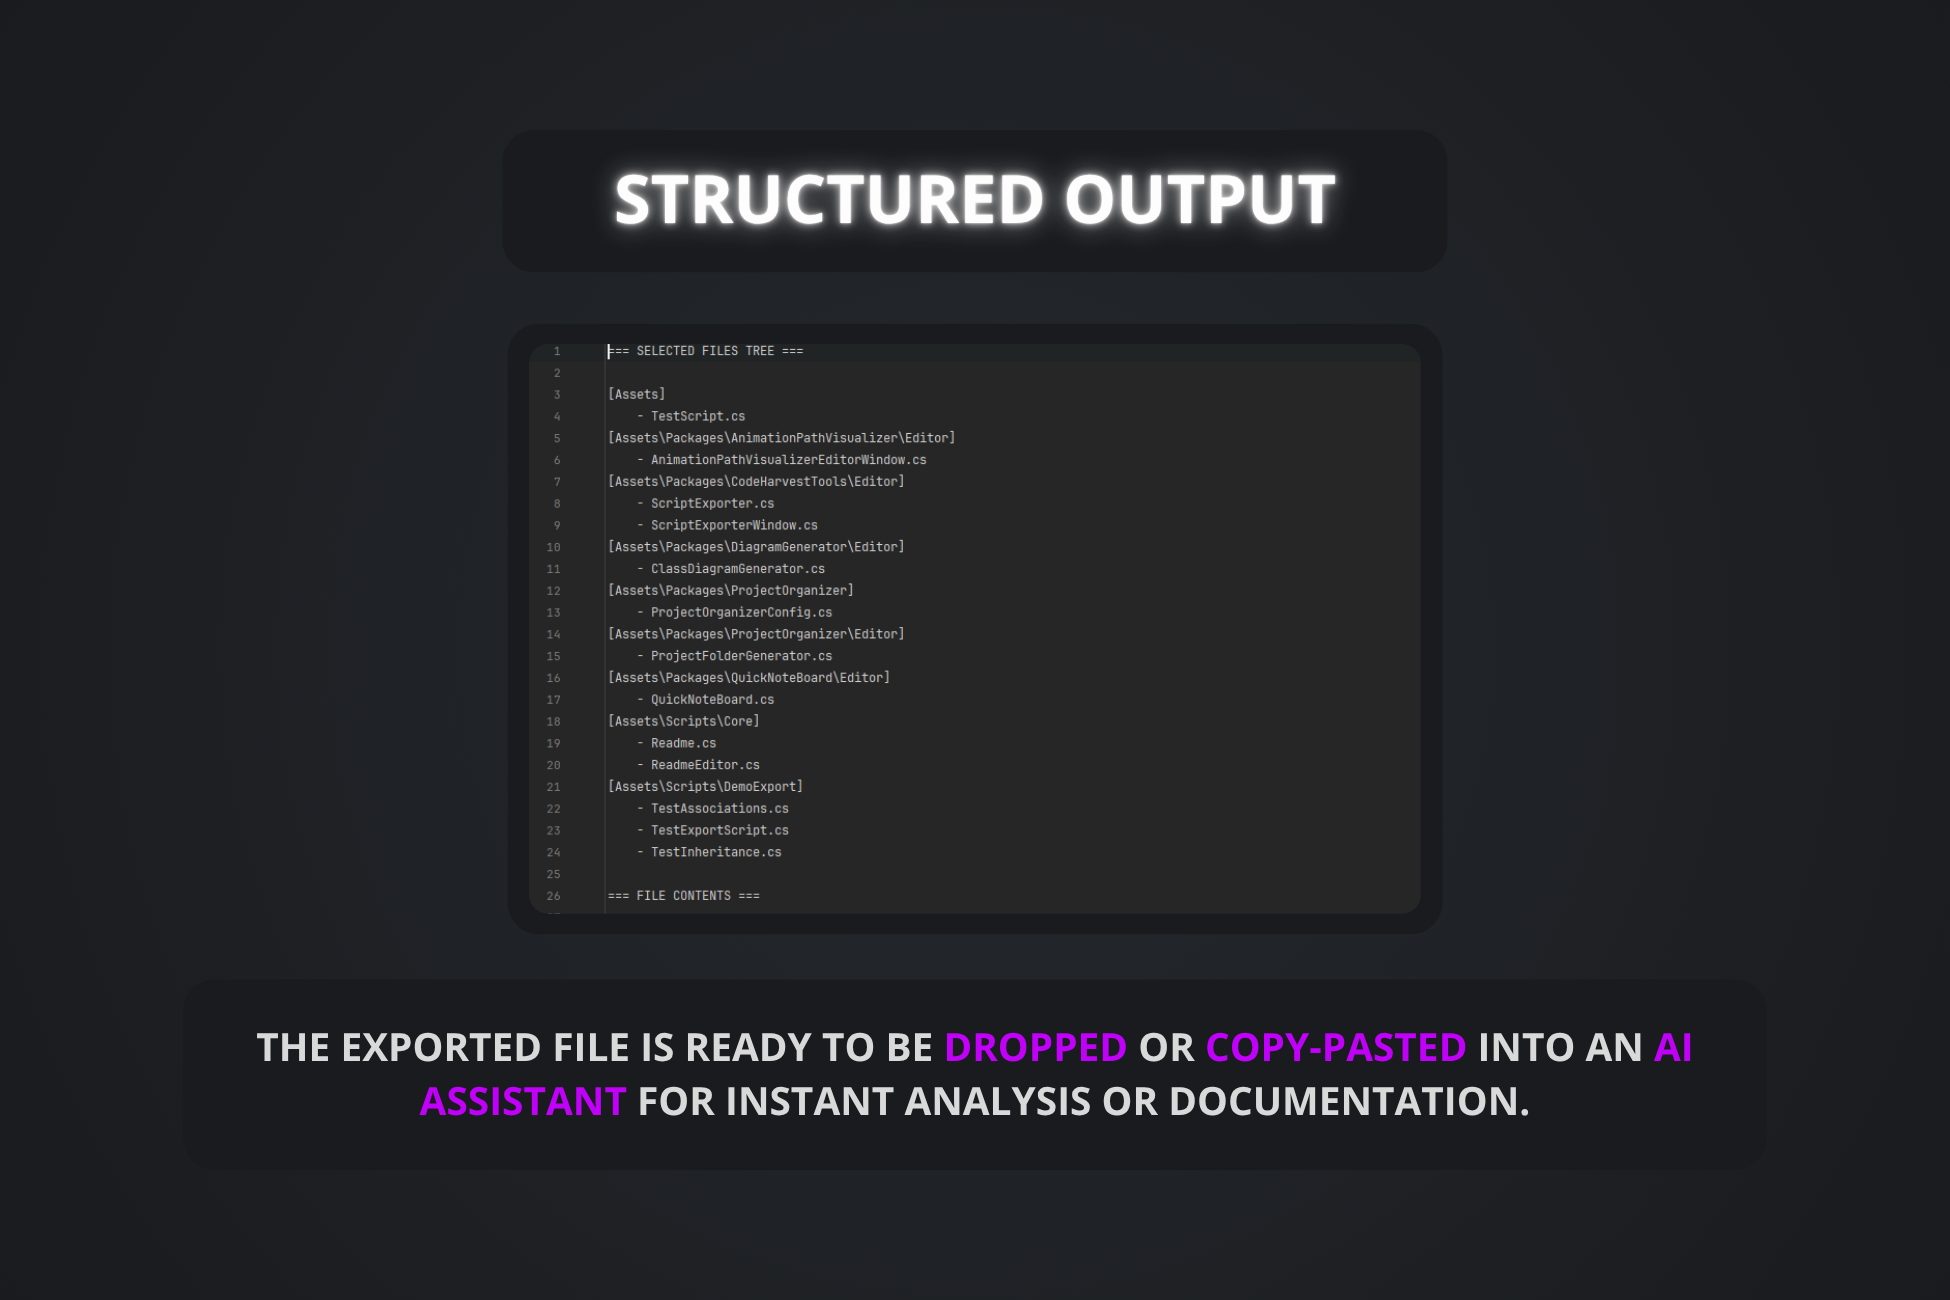 STRUCTURED OUTPUT
1 === SELECTED FILES TREE ===
2
3 [Assets]
4     - TestScript.cs
5 [Assets\Packages\AnimationPathVisualizer\Editor]
6     - AnimationPathVisualizerEditorWindow.cs
7 [Assets\Packages\CodeHarvestTools\Editor]
8     - ScriptExporter.cs
9     - ScriptExporterWindow.cs
10 [Assets\Packages\DiagramGenerator\Editor]
11     - ClassDiagramGenerator.cs
12 [Assets\Packages\ProjectOrganizer]
13     - ProjectOrganizerConfig.cs
14 [Assets\Packages\ProjectOrganizer\Editor]
15     - ProjectFolderGenerator.cs
16 [Assets\Packages\QuickNoteBoard\Editor]
17     - QuickNoteBoard.cs
18 [Assets\Scripts\Core]
19     - Readme.cs
20     - ReadmeEditor.cs
21 [Assets\Scripts\DemoExport]
22     - TestAssociations.cs
23     - TestExportScript.cs
24     - TestInheritance.cs
25
26 === FILE CONTENTS ===
THE EXPORTED FILE IS READY TO BE DROPPED OR COPY-PASTED INTO AN AI
ASSISTANT FOR INSTANT ANALYSIS OR DOCUMENTATION.